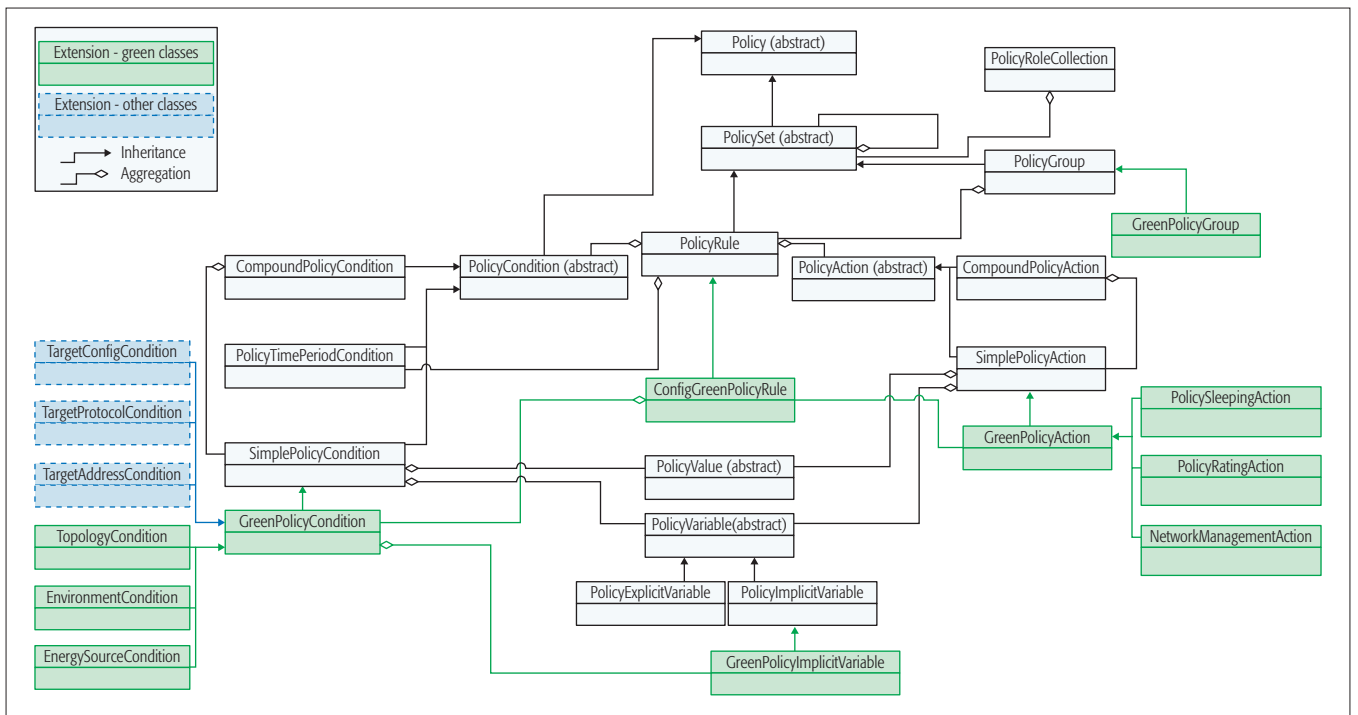 Extension - green classes
Extension - other classes
Inheritance
Aggregation
Policy (abstract)
PolicyRoleCollection
PolicySet (abstract)
PolicyGroup
GreenPolicyGroup
PolicyRule
CompoundPolicyCondition
PolicyCondition (abstract)
PolicyAction (abstract)
CompoundPolicyAction
TargetConfigCondition
PolicyTimePeriodCondition
SimplePolicyAction
ConfigGreenPolicyRule
PolicySleepingAction
TargetProtocolCondition
GreenPolicyAction
SimplePolicyCondition
PolicyValue (abstract)
PolicyRatingAction
TargetAddressCondition
GreenPolicyCondition
PolicyVariable(abstract)
TopologyCondition
NetworkManagementAction
PolicyExplicitVariable
PolicyImplicitVariable
EnvironmentCondition
EnergySourceCondition
GreenPolicyImplicitVariable